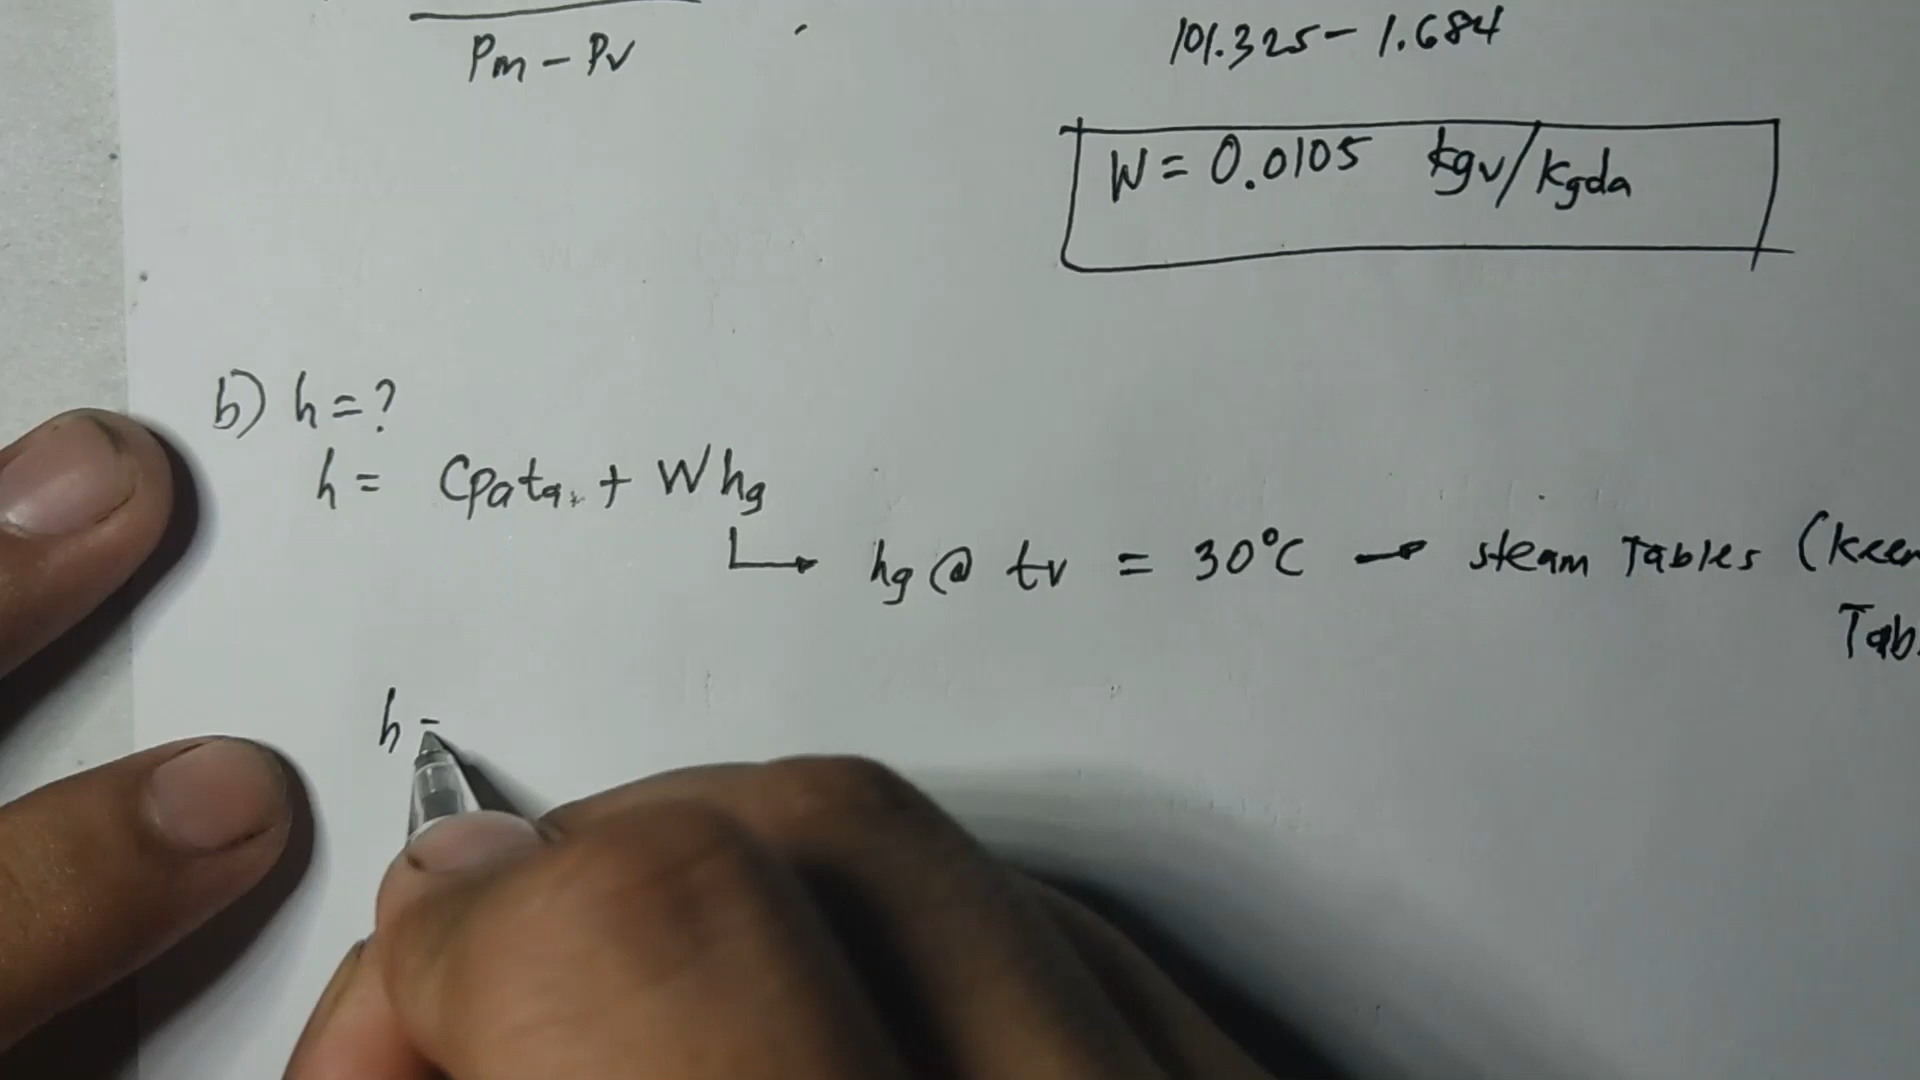 Pm - Pv
101.325 - 1.684
W = 0.0105 kgv/kgda
b) h = ?
h = Cpata + Whg
hg @ tv = 30°C → steam Tables
h =